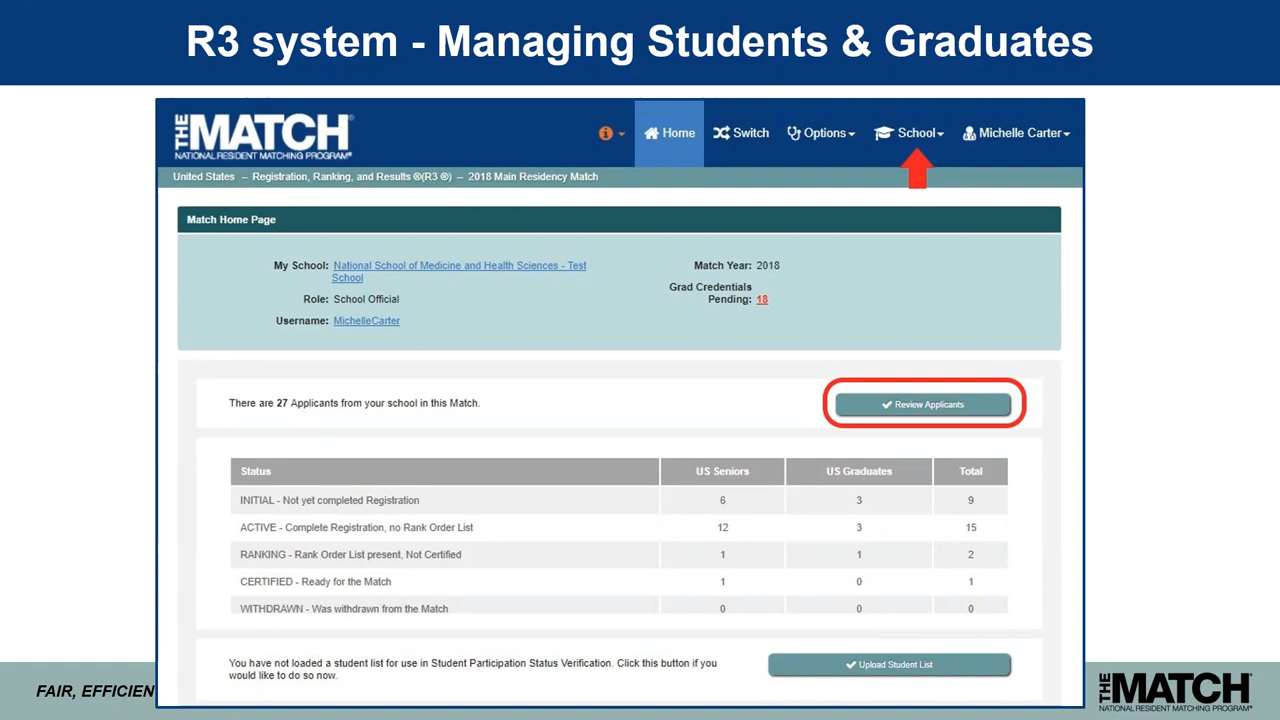 R3 system - Managing Students & Graduates
THE MATCH®
NATIONAL RESIDENT MATCHING PROGRAM®
Home Switch Options School Michelle Carter
United States – Registration, Ranking, and Results ®(R3 ®) – 2018 Main Residency Match
Match Home Page
My School: National School of Medicine and Health Sciences - Test
School
Role: School Official
Username: MichelleCarter
Match Year: 2018
Grad Credentials
Pending: 18
There are 27 Applicants from your school in this Match.
Review Applicants
Status US Seniors US Graduates Total
INITIAL - Not yet completed Registration 6 3 9
ACTIVE - Complete Registration, no Rank Order List 12 3 15
RANKING - Rank Order List present, Not Certified 1 1 2
CERTIFIED - Ready for the Match 1 0 1
WITHDRAWN - Was withdrawn from the Match 0 0 0
You have not loaded a student list for use in Student Participation Status Verification. Click this button if you
would like to do so now.
Upload Student List
FAIR, EFFICIEN
THE MATCH®
NATIONAL RESIDENT MATCHING PROGRAM®